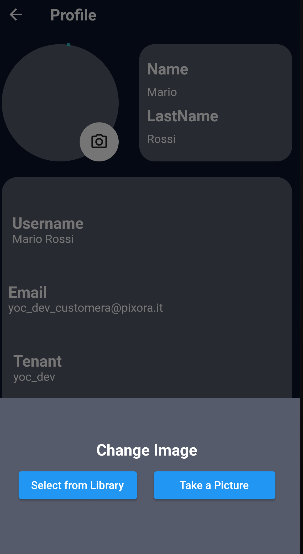 Profile
Name
Mario
LastName
Rossi
Username
Mario Rossi
Email
yoc_dev_customera@pixora.it
Tenant
yoc_dev
Change Image
Select from Library
Take a Picture